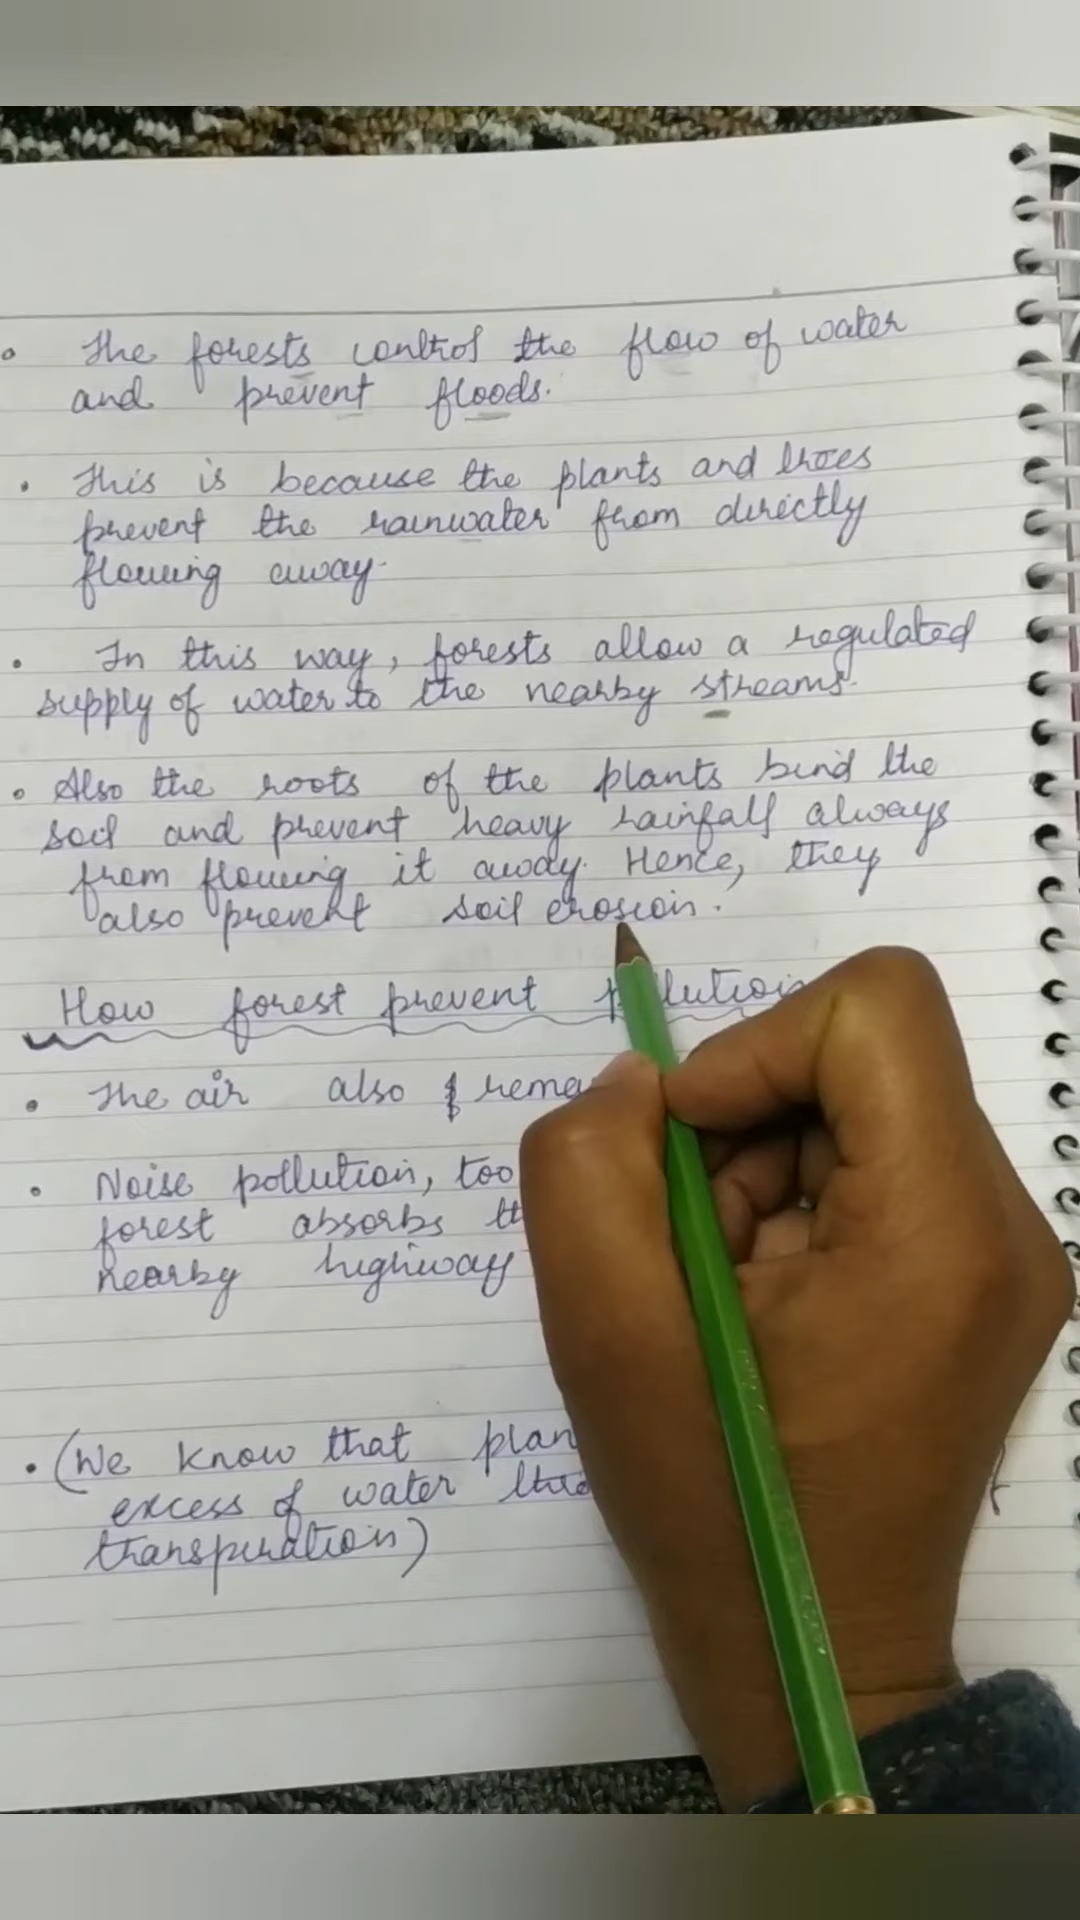 The forests control the flow of water
and prevent floods.
This is because the plants and trees
prevent the rainwater from directly
flowing away.
In this way, forests allow a regulated
supply of water to the nearby streams.
Also the roots of the plants bind the
soil and prevent heavy rainfall always
from flowing it away. Hence, they
also prevent soil erosion.
How forest prevent pollution
The air also
Noise pollution, too
forest absorbs
nearby highway
(We know that
excess of water
transpiration)